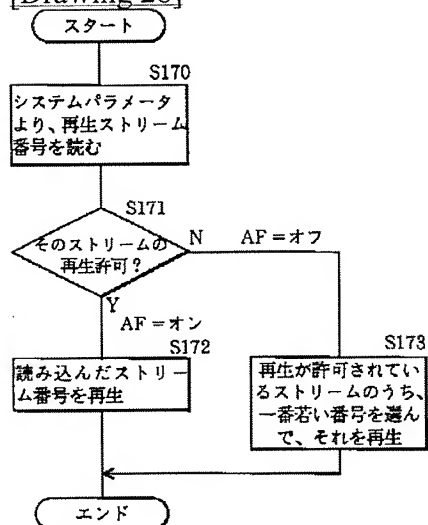 [Drawing 28]
スタート
S170
システムパラメータ
より、再生ストリーム
番号を読む
S171
そのストリームの
再生許可?
N
AF=オフ
Y
AF=オン
S172
読み込んだストリー
ム番号を再生
S173
再生が許可されてい
るストリームのうち、
一番若い番号を選ん
で、それを再生
エンド